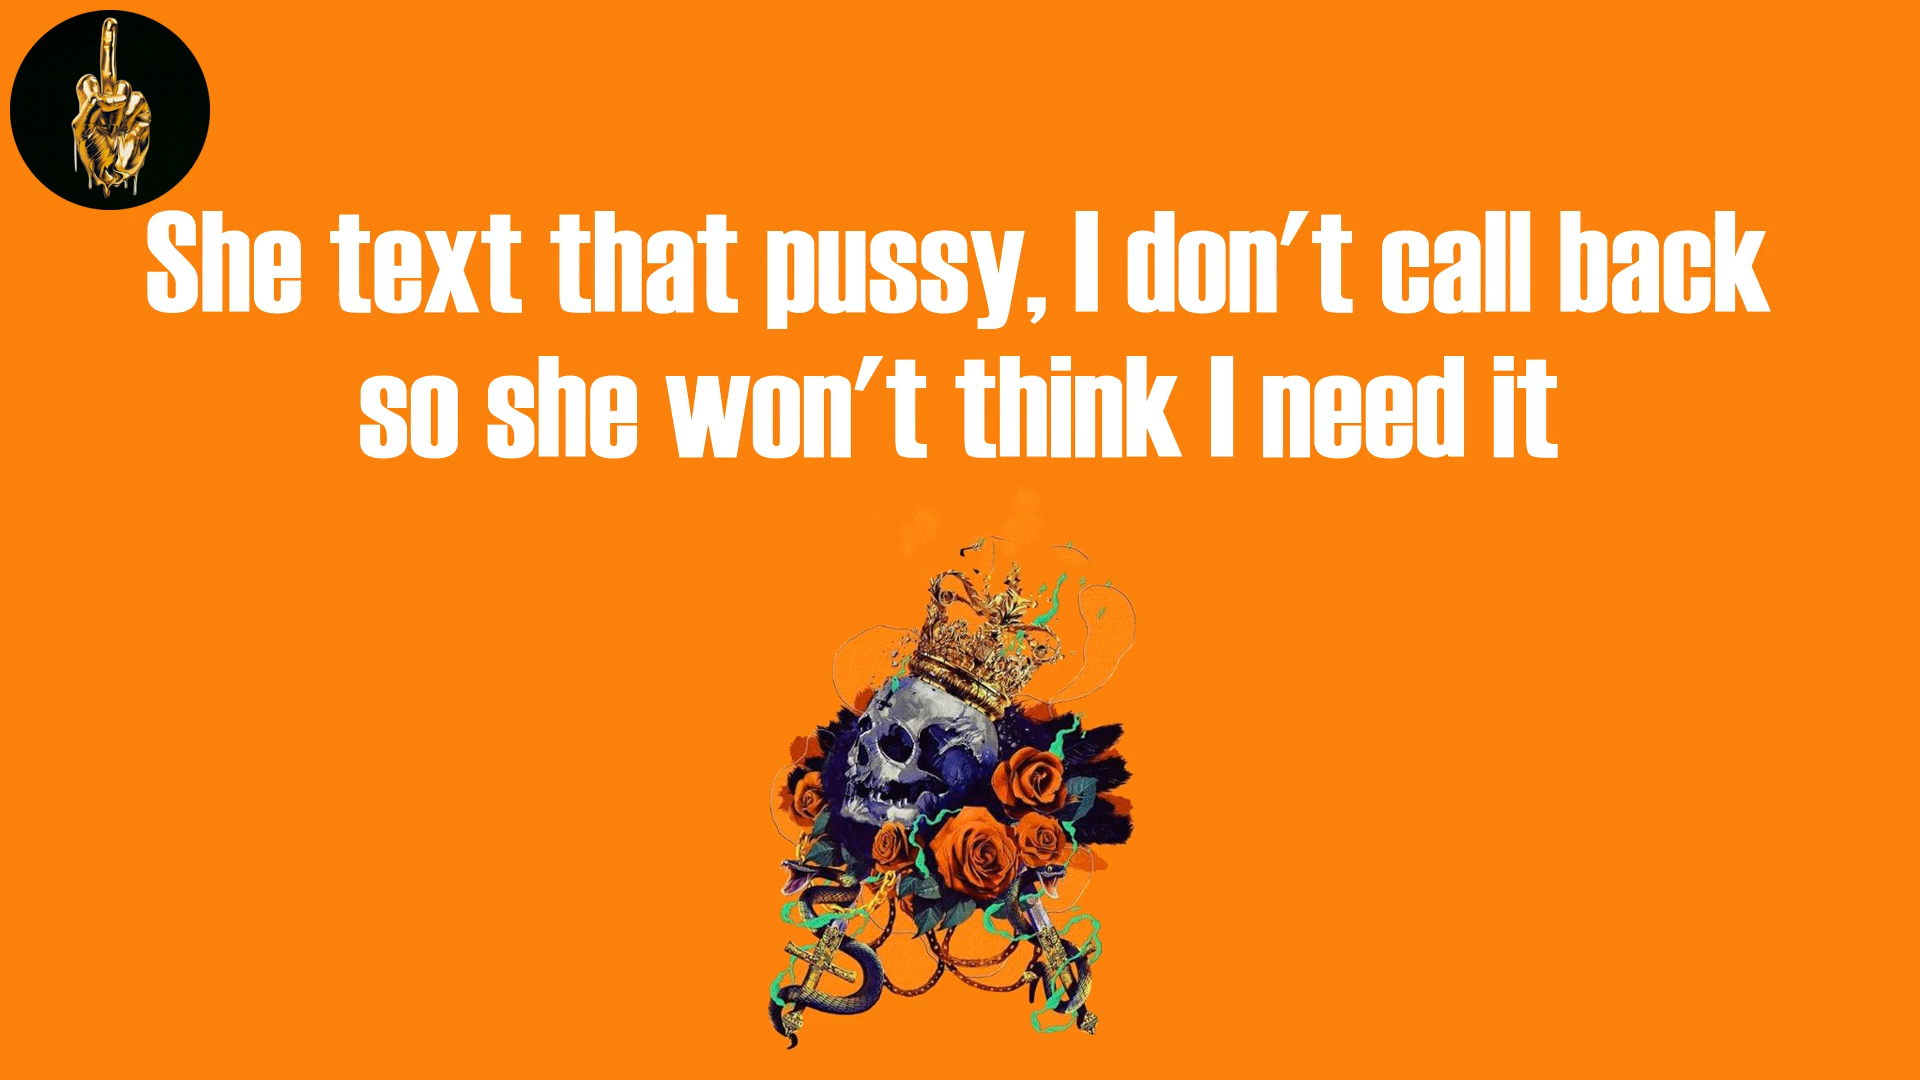 She text that pussy, I don't call back
so she won't think I need it